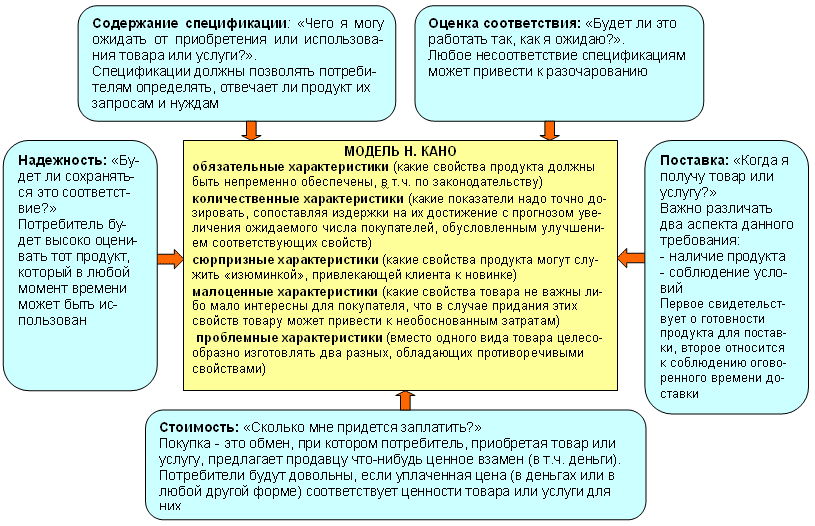 Содержание спецификации: «Чего я могу
ожидать от приобретения или использова-
ния товара или услуги?».
Спецификации должны позволять потреби-
телям определять, отвечает ли продукт их
запросам и нуждам
Оценка соответствия: «Будет ли это
работать так, как я ожидаю?».
Любое несоответствие спецификациям
может привести к разочарованию
Надежность: «Бу-
дет ли сохранять-
ся это соответст-
вие?»
Потребитель бу-
дет высоко оцени-
вать тот продукт,
который в любой
момент времени
может быть ис-
пользован
МОДЕЛЬ Н. КАНО
обязательные характеристики (какие свойства продукта должны
быть непременно обеспечены, в т.ч. по законодательству)
количественные характеристики (какие показатели надо точно до-
зировать, сопоставляя издержки на их достижение с прогнозом уве-
личения ожидаемого числа покупателей, обусловленным улучшени-
ем соответствующих свойств)
сюрпризные характеристики (какие свойства продукта могут слу-
жить «изюминкой», привлекающей клиента к новинке)
малоценные характеристики (какие свойства товара не важны ли-
бо мало интересны для покупателя, что в случае придания этих
свойств товару может привести к необоснованным затратам)
проблемные характеристики (вместо одного вида товара целесо-
образно изготовлять два разных, обладающих противоречивыми
свойствами)
Поставка: «Когда я
получу товар или
услугу?»
Важно различать
два аспекта данного
требования:
- наличие продукта
- соблюдение усло-
вий
Первое свидетельст-
вует о готовности
продукта для постав-
ки, второе относится
к соблюдению огово-
ренного времени до-
ставки
Стоимость: «Сколько мне придется заплатить?»
Покупка - это обмен, при котором потребитель, приобретая товар или
услугу, предлагает продавцу что-нибудь ценное взамен (в т.ч. деньги).
Потребители будут довольны, если уплаченная цена (в деньгах или в
любой другой форме) соответствует ценности товара или услуги для
них